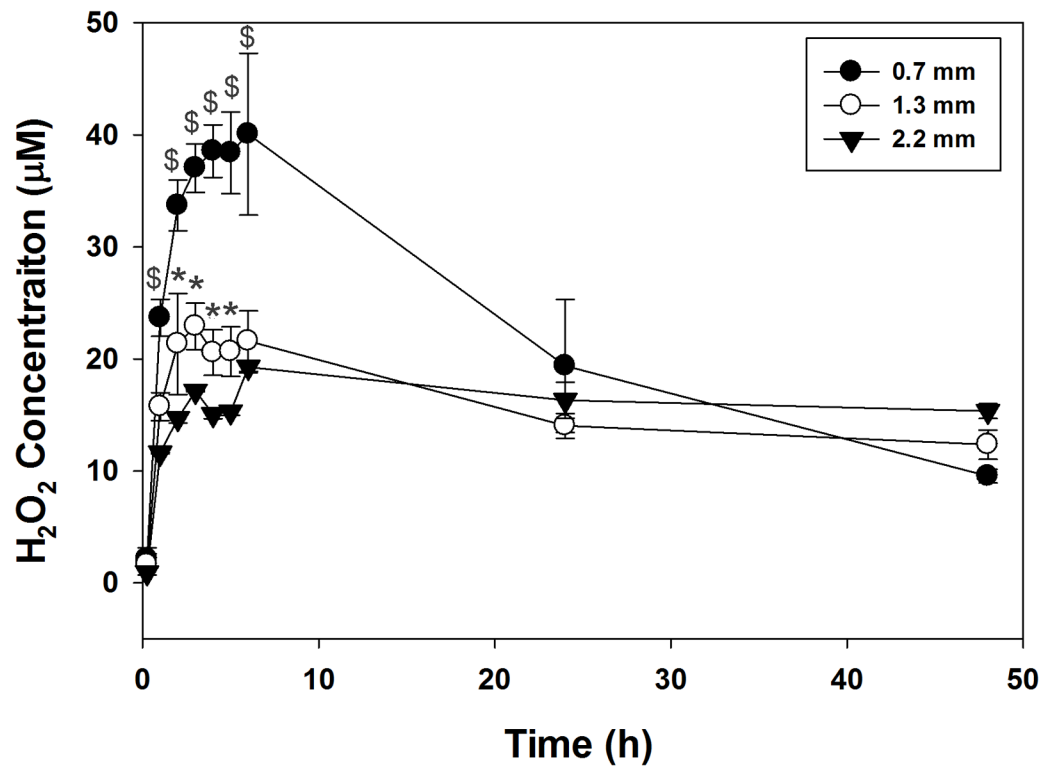 50
40
30
20
10
0
H₂O₂ Concentraiton (μM)
$ $ $ $ $ $ $
* * * *
0.7 mm
1.3 mm
2.2 mm
0 10 20 30 40 50
Time (h)